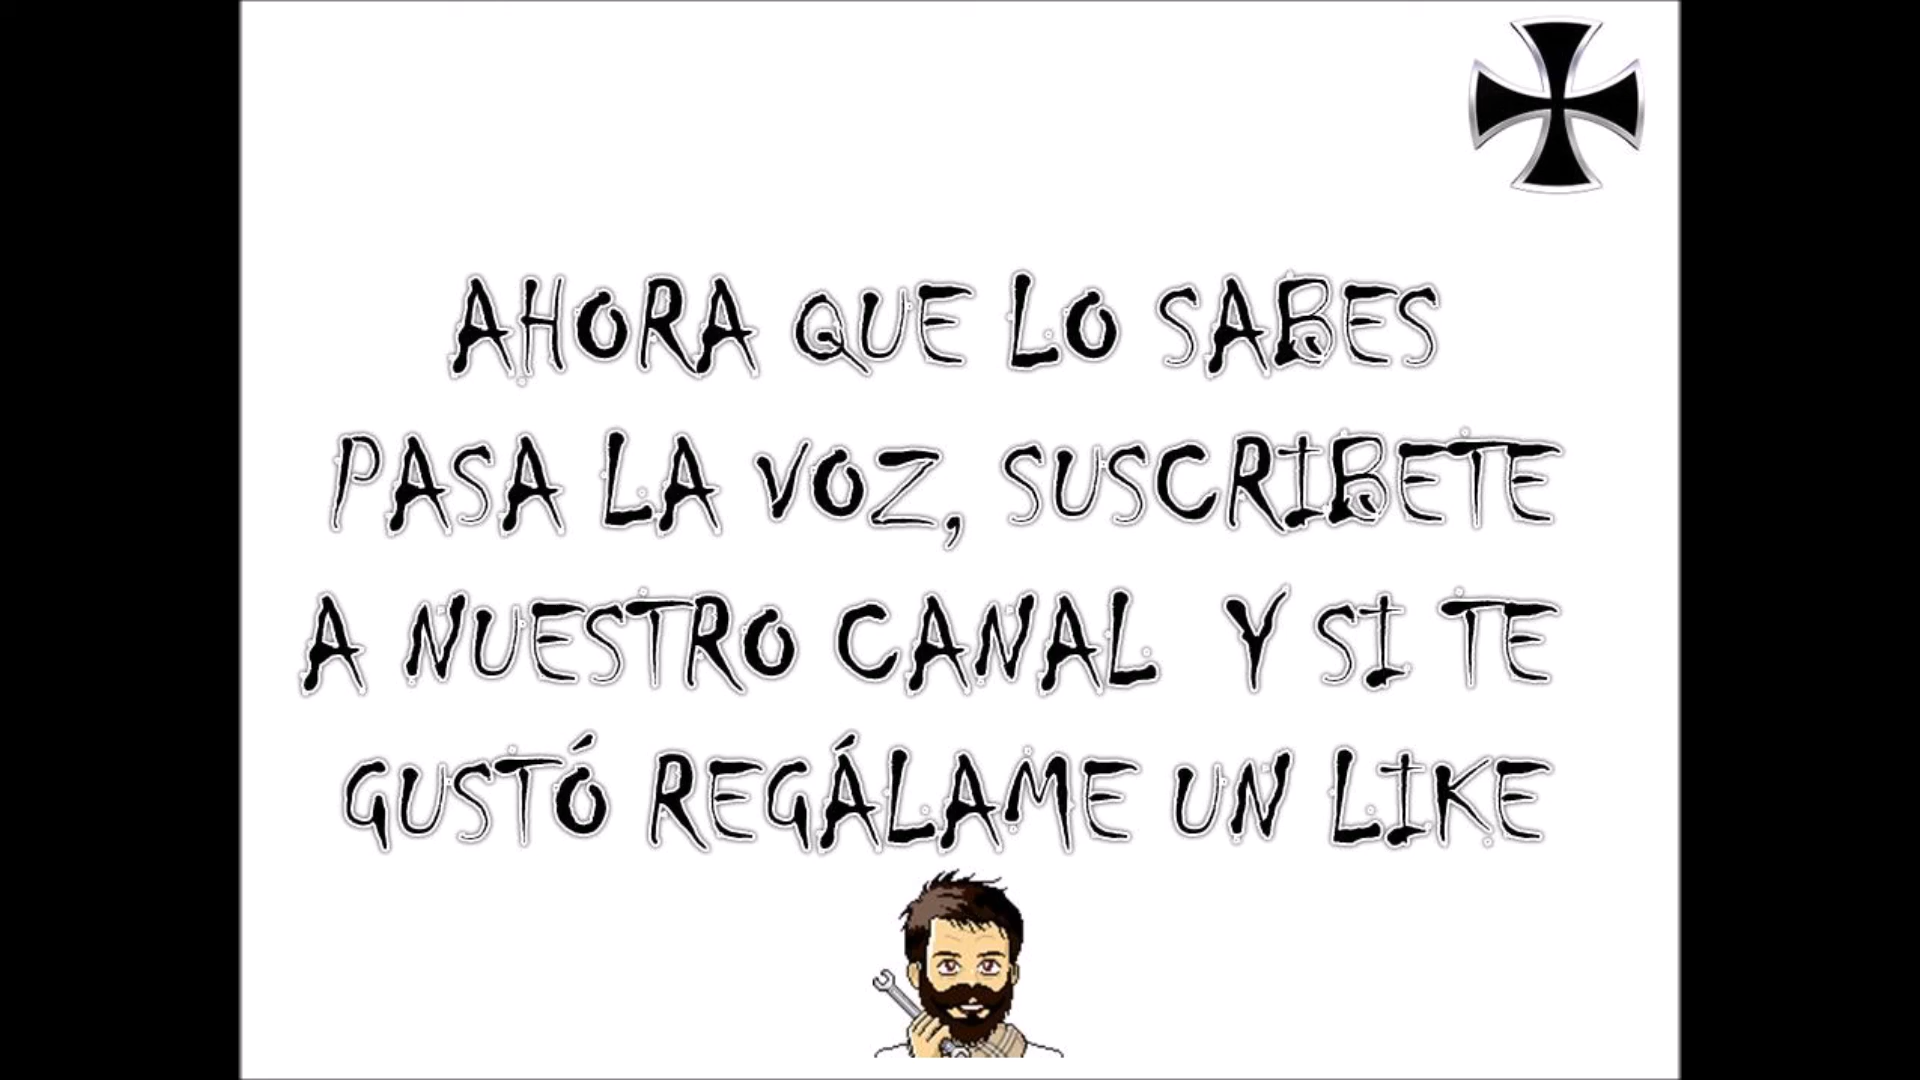 AHORA QUE LO SABES
PASA LA VOZ, SUSCRIBETE
A NUESTRO CANAL Y SI TE
GUSTÓ REGÁLAME UN LIKE